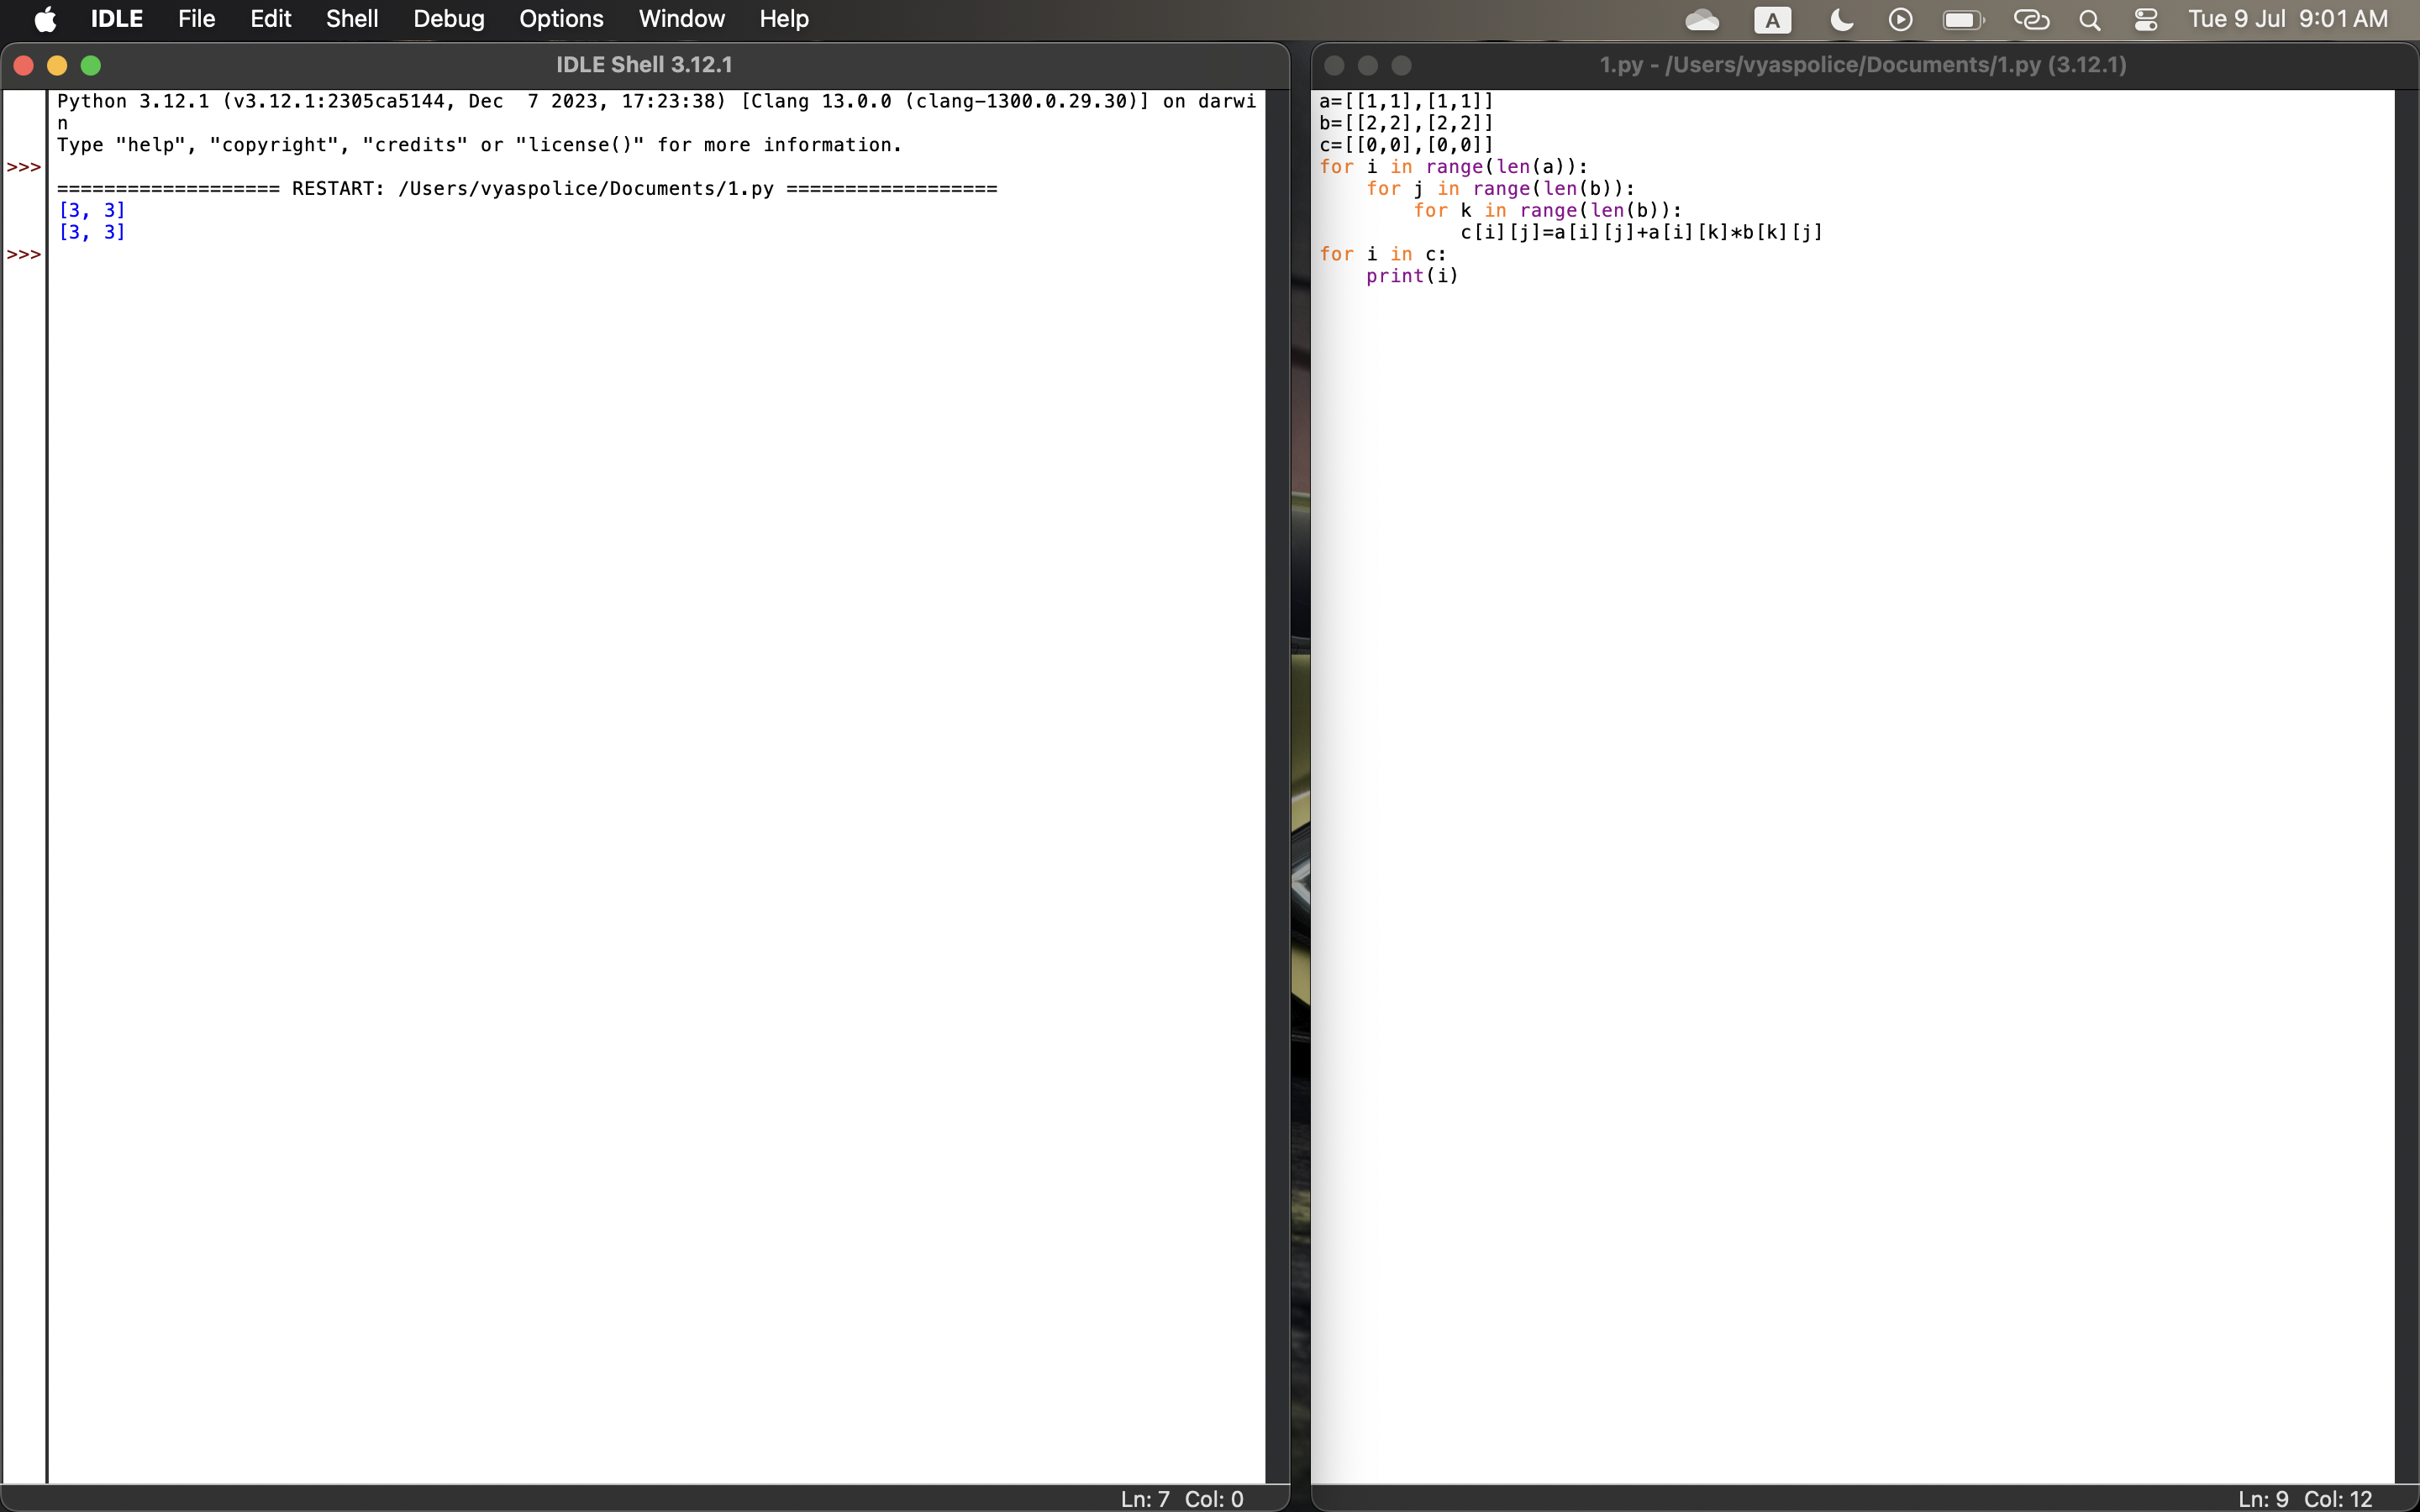 IDLE File Edit Shell Debug Options Window Help A Tue 9 Jul 9:01 AM
IDLE Shell 3.12.1
Python 3.12.1 (v3.12.1:2305ca5144, Dec  7 2023, 17:23:38) [Clang 13.0.0 (clang-1300.0.29.30)] on darwi
n
Type "help", "copyright", "credits" or "license()" for more information.
>>>
=================== RESTART: /Users/vyaspolice/Documents/1.py ==================
[3, 3]
[3, 3]
>>>
Ln: 7 Col: 0
1.py - /Users/vyaspolice/Documents/1.py (3.12.1)
a=[[1,1],[1,1]]
b=[[2,2],[2,2]]
c=[[0,0],[0,0]]
for i in range(len(a)):
    for j in range(len(b)):
        for k in range(len(b)):
            c[i][j]=a[i][j]+a[i][k]*b[k][j]
for i in c:
    print(i)
Ln: 9 Col: 12